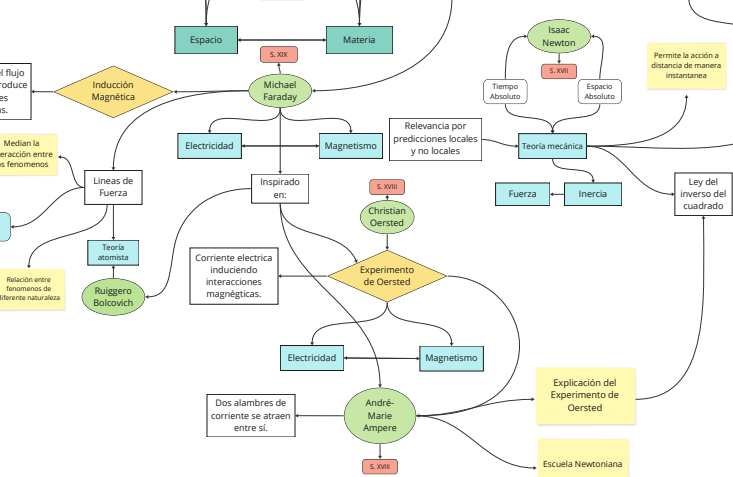 Espacio
Materia
Isaac
Newton
S. XIX
S. XVII
Permite la acción a
distancia de manera
instantanea
el flujo
Inducción
Magnética
Michael
Faraday
Tiempo
Absoluto
Espacio
Absoluto
Electricidad
Magnetismo
Relevancia por
predicciones locales
y no locales
Teoría mecánica
Median la
os fenomenos
Lineas de
Fuerza
Inspirado
en:
S. XVIII
Fuerza
Inercia
Ley del
inverso del
cuadrado
Christian
Oersted
Teoría
atomista
Corriente electrica
induciendo
interacciones
magnégticas.
Experimento
de Oersted
Relación entre
fenomenos de
diferente naturaleza
Ruiggero
Bolcovich
Electricidad
Magnetismo
Explicación del
Experimento de
Oersted
Dos alambres de
corriente se atraen
entre sí.
André-
Marie
Ampere
S. XVIII
Escuela Newtoniana